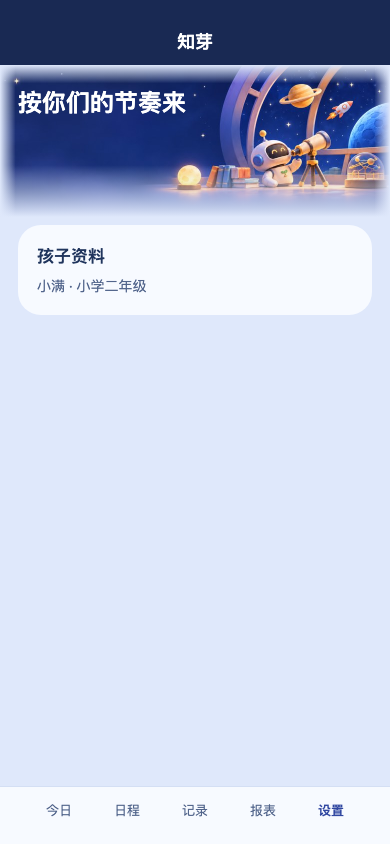 知芽
按你们的节奏来
孩子资料
小满 · 小学二年级
今日
日程
记录
报表
设置